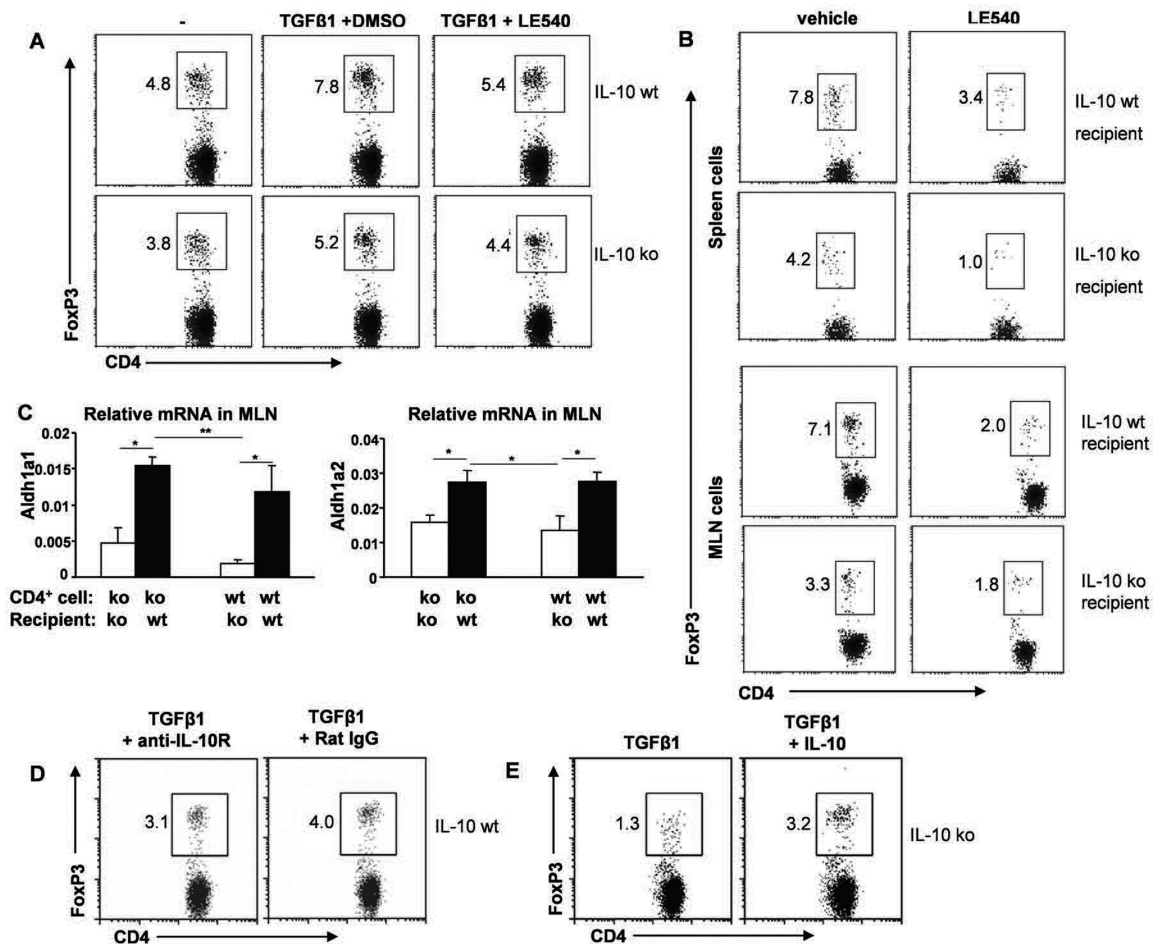 A
-
TGFβ1 +DMSO
TGFβ1 + LE540
4.8
7.8
5.4
IL-10 wt
3.8
5.2
4.4
IL-10 ko
FoxP3
CD4
B
vehicle
LE540
Spleen cells
7.8
3.4
IL-10 wt
recipient
4.2
1.0
IL-10 ko
recipient
MLN cells
7.1
2.0
IL-10 wt
recipient
3.3
1.8
IL-10 ko
recipient
FoxP3
CD4
C
Relative mRNA in MLN
Aldh1a1
0.02
0.015
0.01
0.005
0
*
**
*
CD4+ cell: ko ko wt wt
Recipient: ko wt ko wt
Relative mRNA in MLN
Aldh1a2
0.04
0.03
0.02
0.01
0
*
*
*
ko ko wt wt
ko wt ko wt
D
TGFβ1
+ anti-IL-10R
TGFβ1
+ Rat IgG
3.1
4.0
IL-10 wt
FoxP3
CD4
E
TGFβ1
TGFβ1
+ IL-10
1.3
3.2
IL-10 ko
FoxP3
CD4